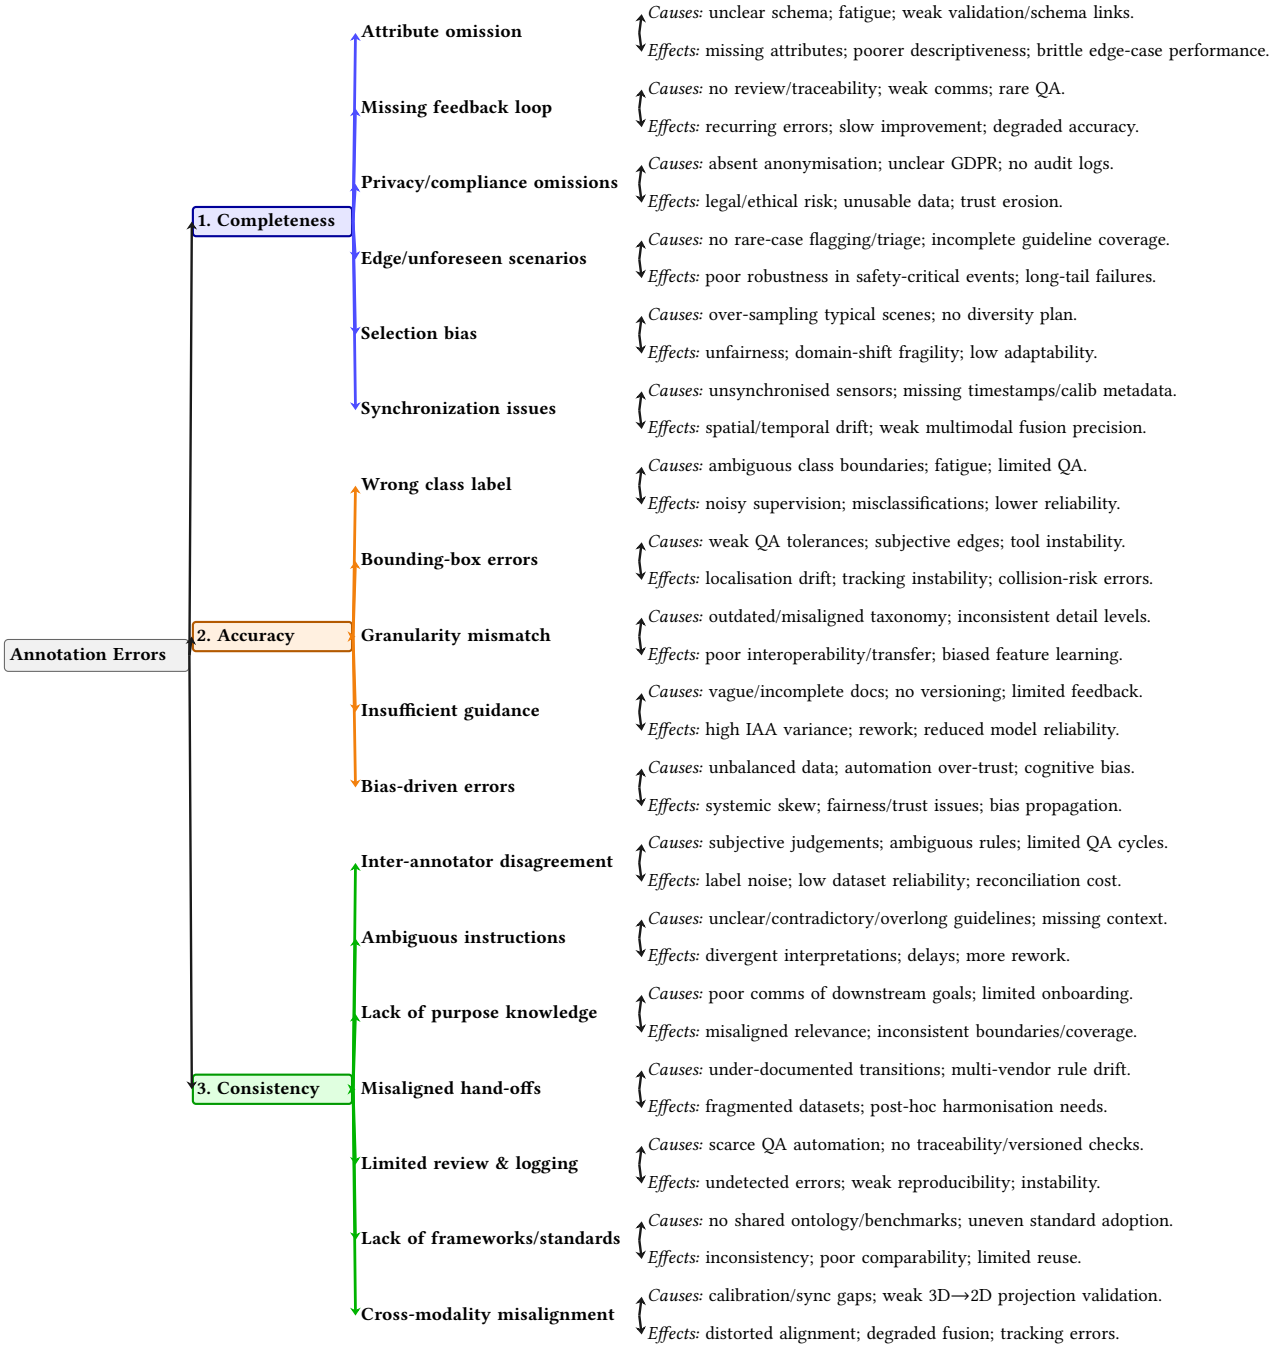 Annotation Errors
1. Completeness
Attribute omission
Causes: unclear schema; fatigue; weak validation/schema links.
Effects: missing attributes; poorer descriptiveness; brittle edge-case performance.
Missing feedback loop
Causes: no review/traceability; weak comms; rare QA.
Effects: recurring errors; slow improvement; degraded accuracy.
Privacy/compliance omissions
Causes: absent anonymisation; unclear GDPR; no audit logs.
Effects: legal/ethical risk; unusable data; trust erosion.
Edge/unforeseen scenarios
Causes: no rare-case flagging/triage; incomplete guideline coverage.
Effects: poor robustness in safety-critical events; long-tail failures.
Selection bias
Causes: over-sampling typical scenes; no diversity plan.
Effects: unfairness; domain-shift fragility; low adaptability.
Synchronization issues
Causes: unsynchronised sensors; missing timestamps/calib metadata.
Effects: spatial/temporal drift; weak multimodal fusion precision.
2. Accuracy
Wrong class label
Causes: ambiguous class boundaries; fatigue; limited QA.
Effects: noisy supervision; misclassifications; lower reliability.
Bounding-box errors
Causes: weak QA tolerances; subjective edges; tool instability.
Effects: localisation drift; tracking instability; collision-risk errors.
Granularity mismatch
Causes: outdated/misaligned taxonomy; inconsistent detail levels.
Effects: poor interoperability/transfer; biased feature learning.
Insufficient guidance
Causes: vague/incomplete docs; no versioning; limited feedback.
Effects: high IAA variance; rework; reduced model reliability.
Bias-driven errors
Causes: unbalanced data; automation over-trust; cognitive bias.
Effects: systemic skew; fairness/trust issues; bias propagation.
3. Consistency
Inter-annotator disagreement
Causes: subjective judgements; ambiguous rules; limited QA cycles.
Effects: label noise; low dataset reliability; reconciliation cost.
Ambiguous instructions
Causes: unclear/contradictory/overlong guidelines; missing context.
Effects: divergent interpretations; delays; more rework.
Lack of purpose knowledge
Causes: poor comms of downstream goals; limited onboarding.
Effects: misaligned relevance; inconsistent boundaries/coverage.
Misaligned hand-offs
Causes: under-documented transitions; multi-vendor rule drift.
Effects: fragmented datasets; post-hoc harmonisation needs.
Limited review & logging
Causes: scarce QA automation; no traceability/versioned checks.
Effects: undetected errors; weak reproducibility; instability.
Lack of frameworks/standards
Causes: no shared ontology/benchmarks; uneven standard adoption.
Effects: inconsistency; poor comparability; limited reuse.
Cross-modality misalignment
Causes: calibration/sync gaps; weak 3D→2D projection validation.
Effects: distorted alignment; degraded fusion; tracking errors.